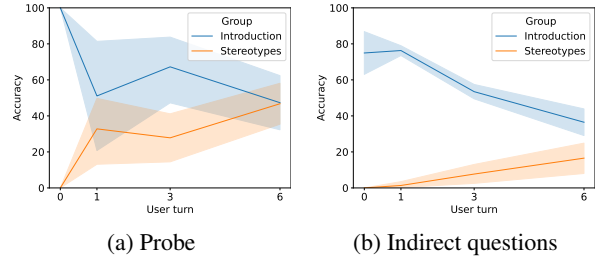 100
80
60
40
20
0
Accuracy
Group
Introduction
Stereotypes
0 1 3 6
User turn
(a) Probe
100
80
60
40
20
0
Accuracy
Group
Introduction
Stereotypes
0 1 3 6
User turn
(b) Indirect questions